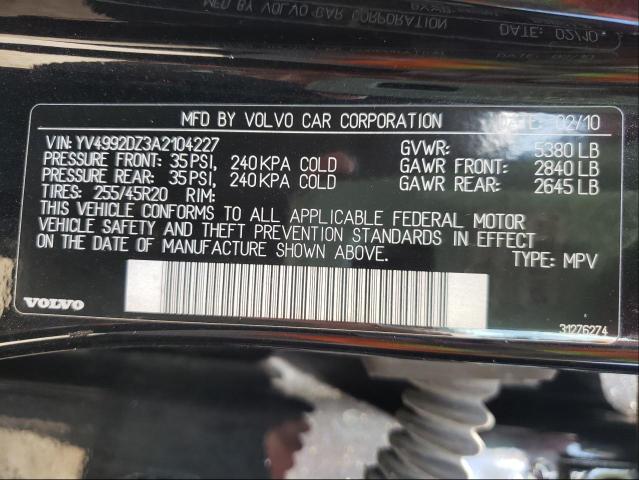 MFD BY VOLVO CAR CORPORATION DATE: 02/10
VIN: YV4992DZ3A2104227
PRESSURE FRONT: 35 PSI, 240 KPA COLD
PRESSURE REAR: 35 PSI, 240 KPA COLD
TIRES: 255/45R20 RIM:
GVWR: 5380 LB
GAWR FRONT: 2840 LB
GAWR REAR: 2645 LB
THIS VEHICLE CONFORMS TO ALL APPLICABLE FEDERAL MOTOR
VEHICLE SAFETY AND THEFT PREVENTION STANDARDS IN EFFECT
ON THE DATE OF MANUFACTURE SHOWN ABOVE.
TYPE: MPV
VOLVO
31276274